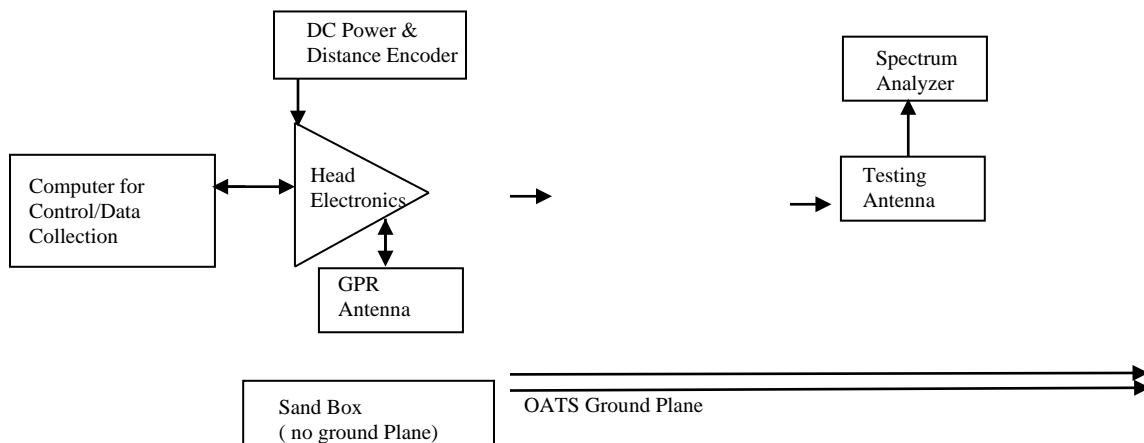 DC Power &
Distance Encoder
Spectrum
Analyzer
Computer for
Control/Data
Collection
Head
Electronics
Testing
Antenna
GPR
Antenna
Sand Box
( no ground Plane)
OATS Ground Plane